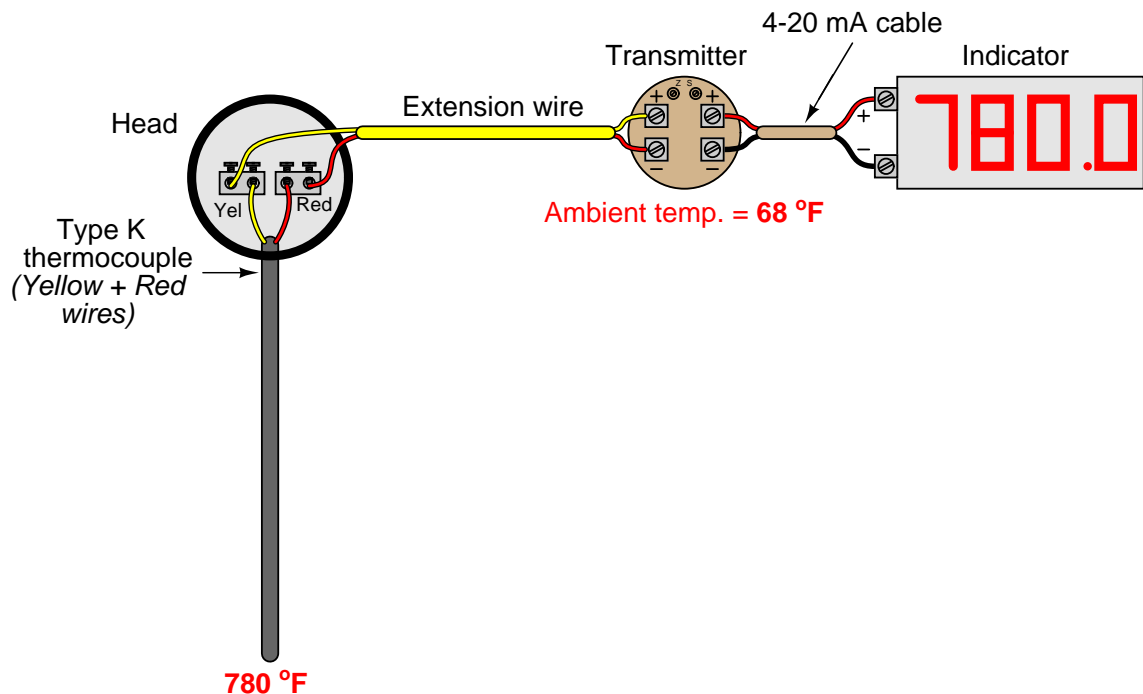 4-20 mA cable
Transmitter
Indicator
Z S
Extension wire
Head
+ +
− −
+
−
780.0
Yel
Red
Ambient temp. = 68 °F
Type K
thermocouple
(Yellow + Red
wires)
780 °F